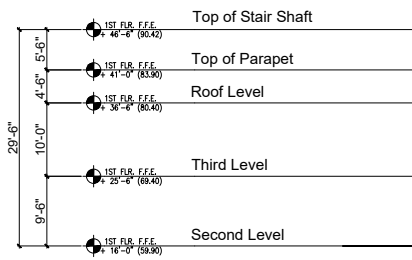 Top of Stair Shaft
1ST FLR. F.F.E.
+ 46'-6" (90.42)
5'-6"
Top of Parapet
1ST FLR. F.F.E.
+ 41'-0" (83.90)
4'-6"
Roof Level
1ST FLR. F.F.E.
+ 36'-6" (80.40)
29'-6"
10'-0"
Third Level
1ST FLR. F.F.E.
+ 25'-6" (69.40)
9'-6"
Second Level
1ST FLR. F.F.E.
+ 16'-0" (59.90)